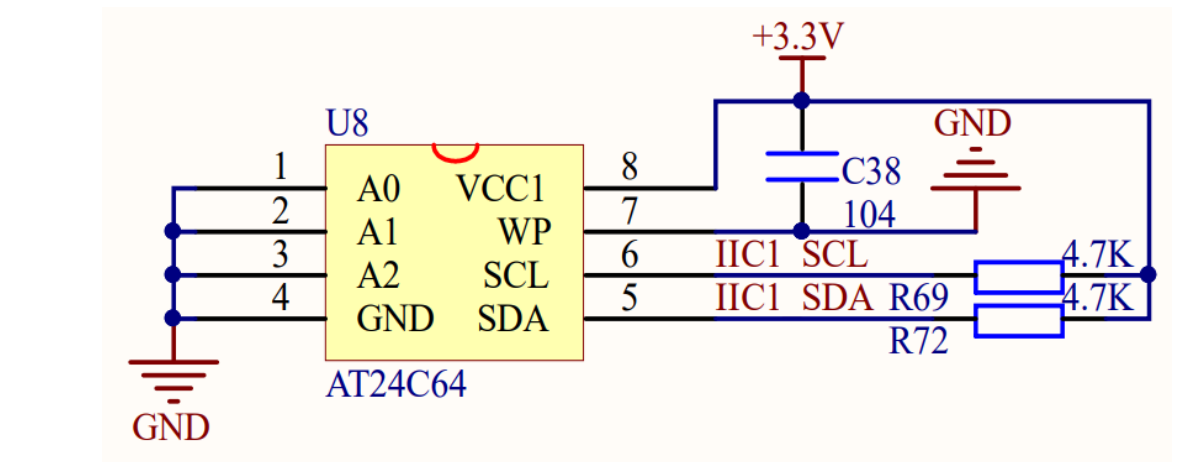 +3.3V
U8
GND
1
A0
VCC1
8
C38
2
A1
WP
7
104
3
A2
SCL
6
IIC1 SCL
4.7K
4
GND
SDA
5
IIC1 SDA
R69
4.7K
R72
AT24C64
GND